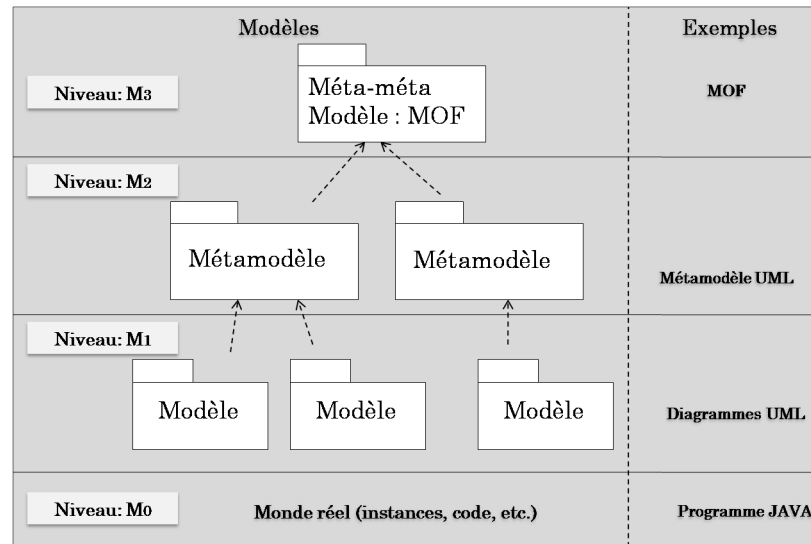 Modèles
Exemples
Niveau: M3
Méta-méta
Modèle : MOF
MOF
Niveau: M2
Métamodèle
Métamodèle
Métamodèle UML
Niveau: M1
Modèle
Modèle
Modèle
Diagrammes UML
Niveau: M0
Monde réel (instances, code, etc.)
Programme JAVA